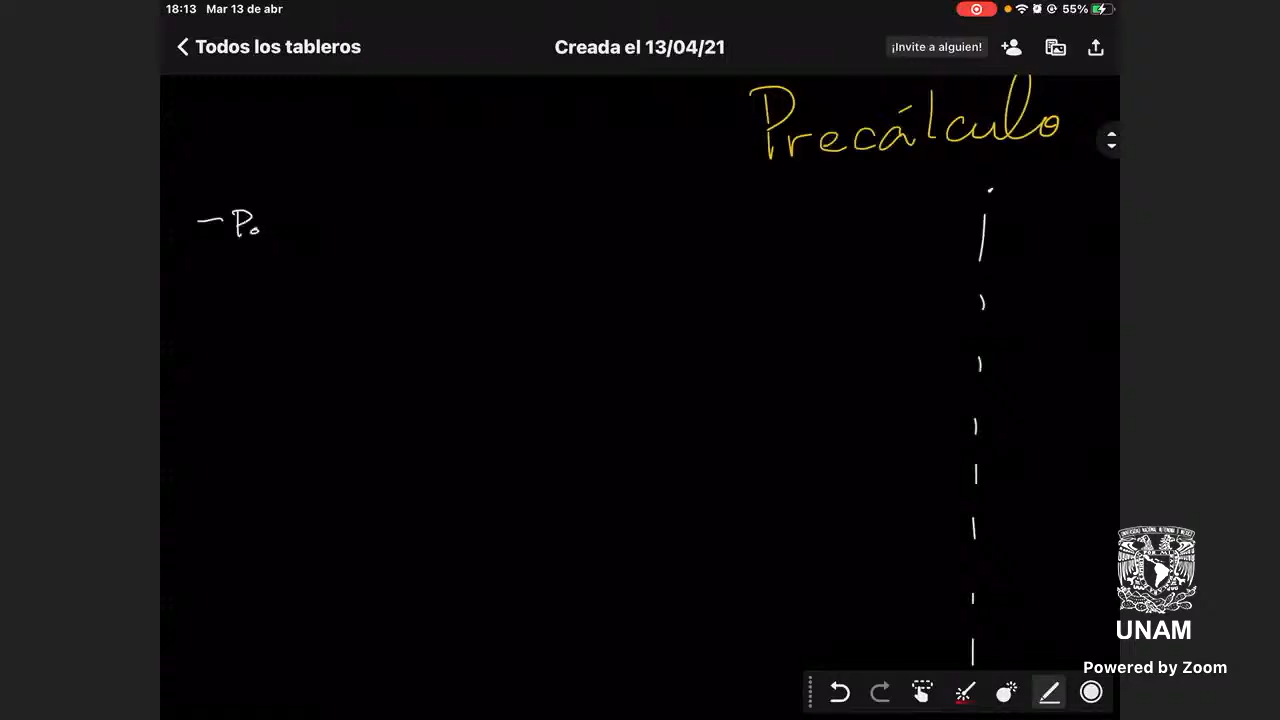 18:13 Mar 13 de abr 55%
Todos los tableros Creada el 13/04/21 ¡Invite a alguien!
Precálculo
- Po
UNAM
Powered by Zoom